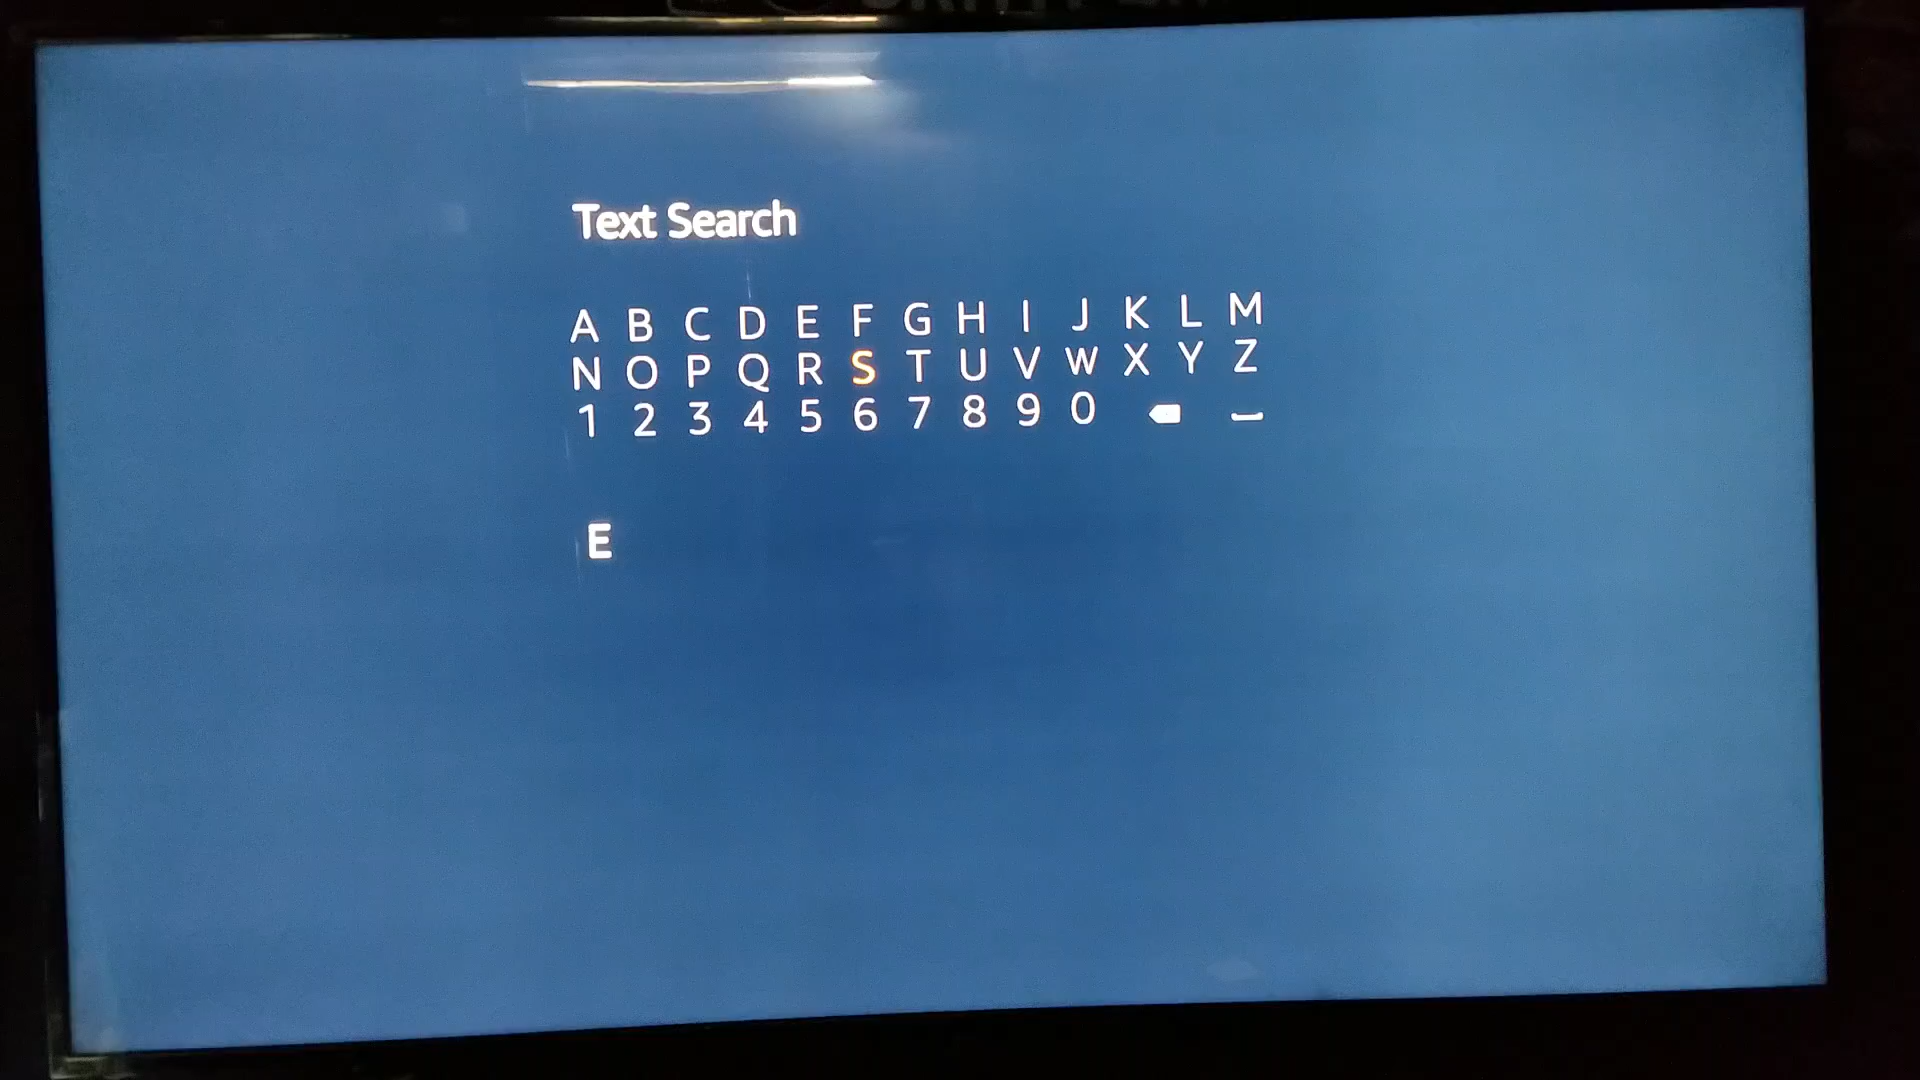 Text Search
A B C D E F G H I J K L M
N O P Q R S T U V W X Y Z
1 2 3 4 5 6 7 8 9 0
E